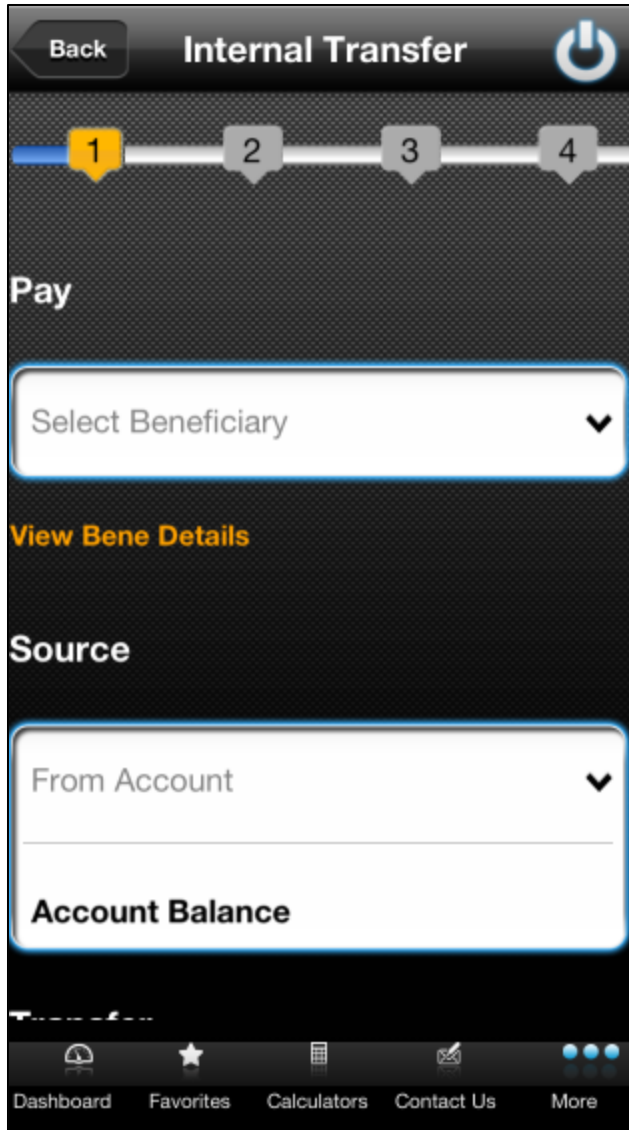 Back Internal Transfer
1 2 3 4
Pay
Select Beneficiary
View Bene Details
Source
From Account
Account Balance
Transfer
Dashboard Favorites Calculators Contact Us More